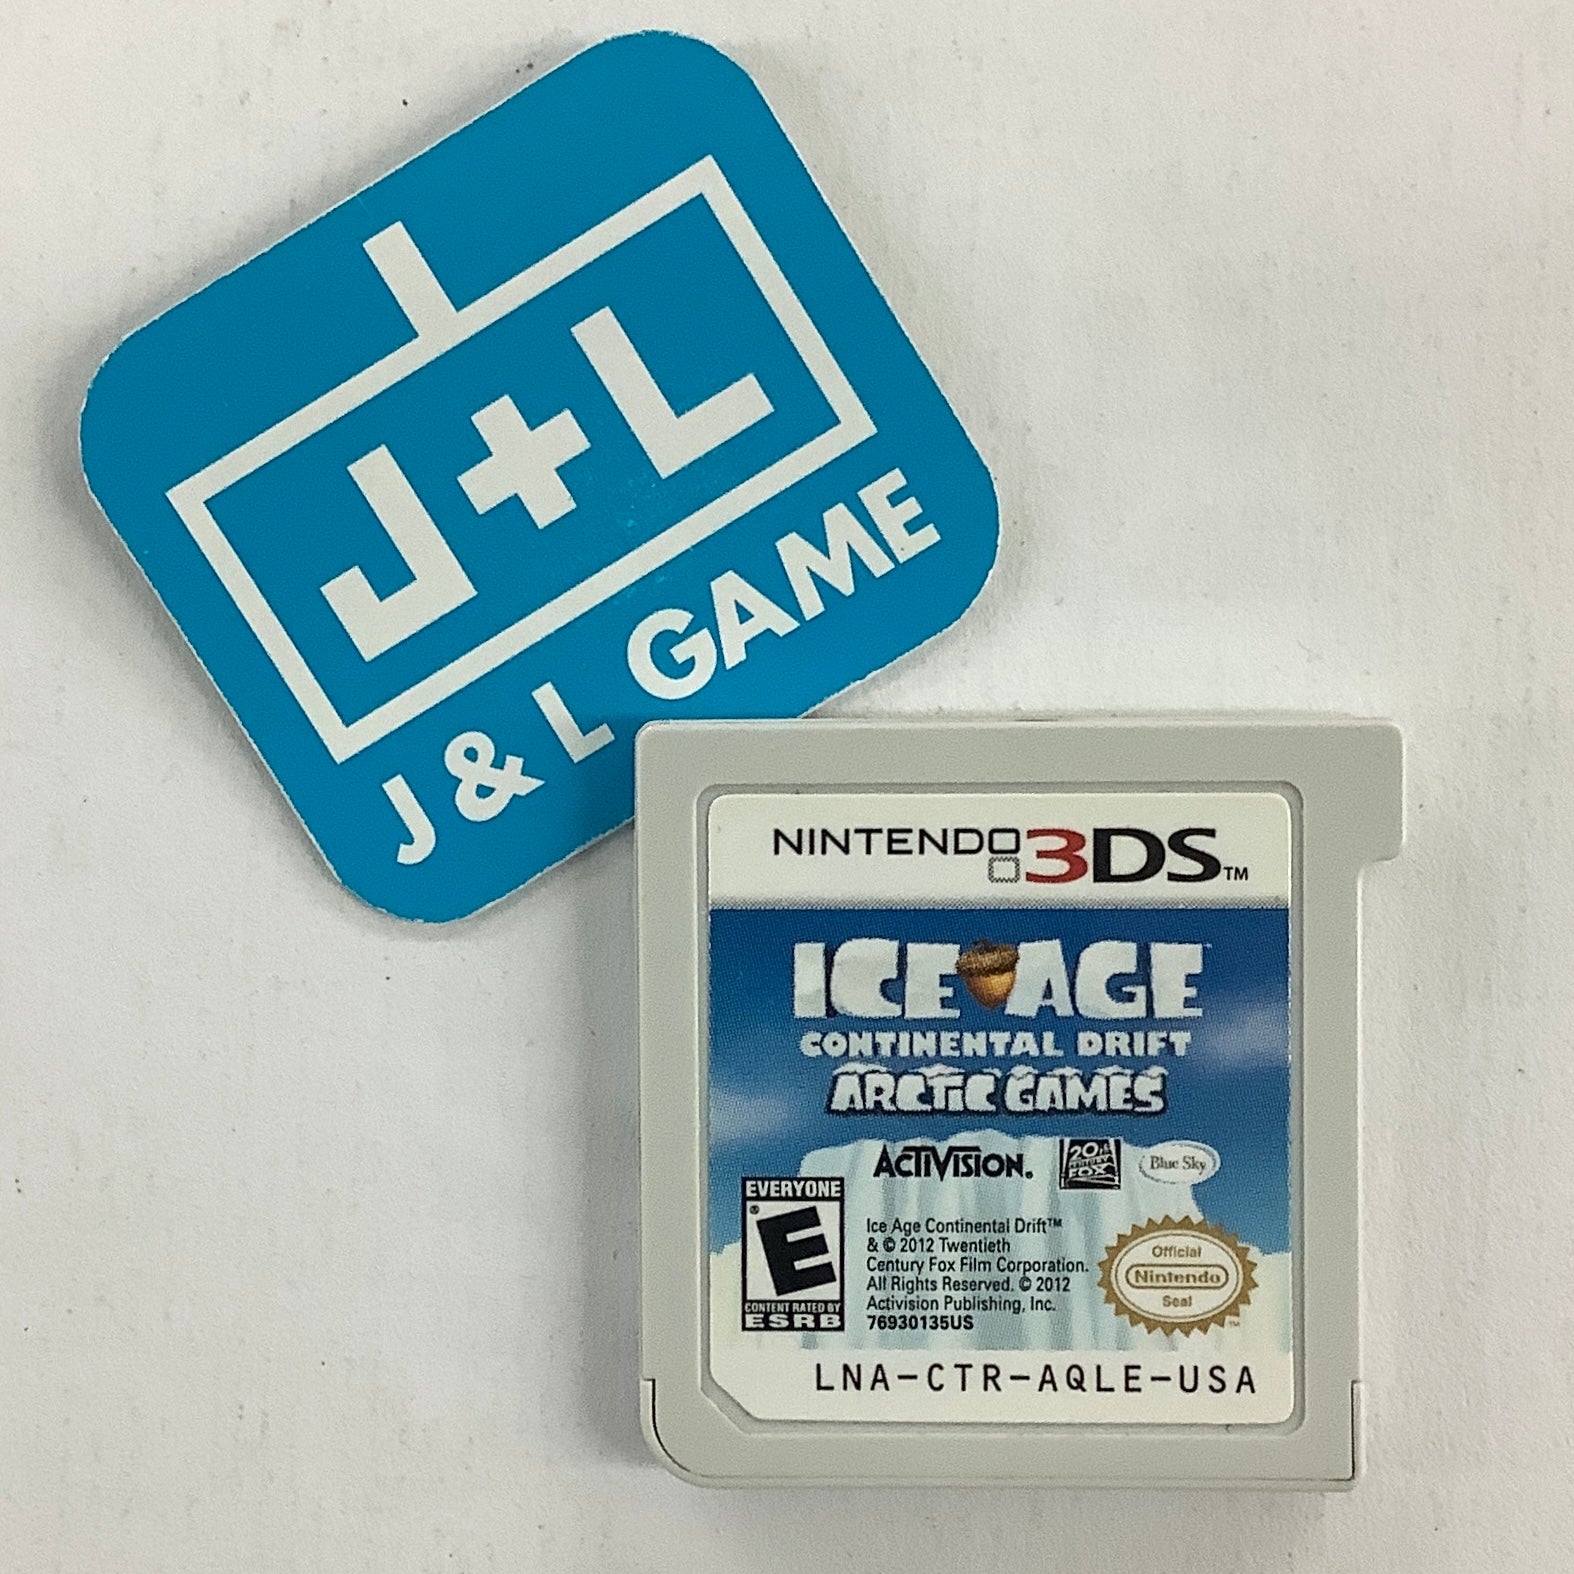 J+L
J & L GAME
NINTENDO 3DS™
ICE AGE™
CONTINENTAL DRIFT
ARCTIC GAMES
ACTIVISION®
20th
CENTURY
FOX
Blue Sky
EVERYONE
E®
CONTENT RATED BY
ESRB
Ice Age Continental Drift™
& © 2012 Twentieth
Century Fox Film Corporation.
All Rights Reserved. © 2012
Activision Publishing, Inc.
76930135US
Official
Nintendo
Seal
™
LNA-CTR-AQLE-USA